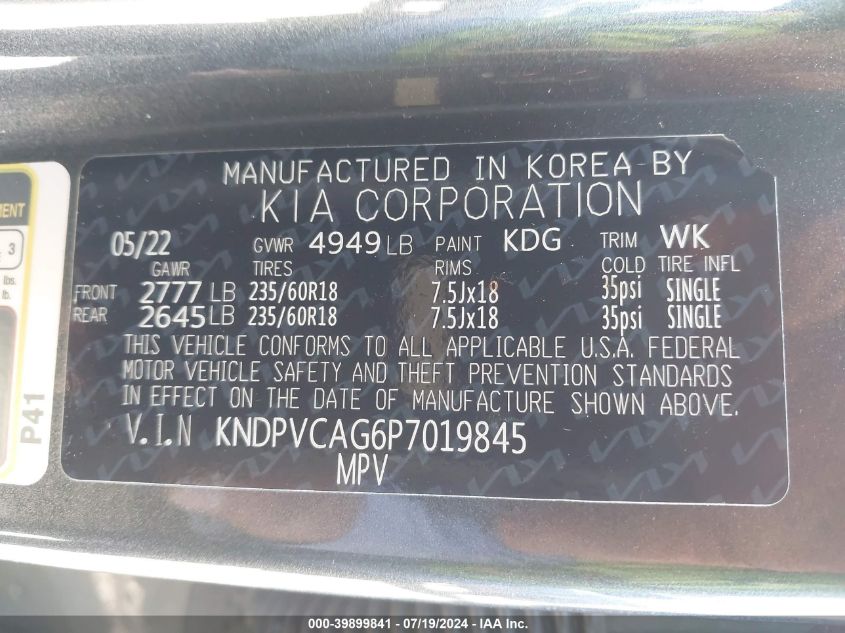 MANUFACTURED IN KOREA BY
KIA CORPORATION
05/22 GVWR 4949 LB PAINT KDG TRIM WK
GAWR TIRES RIMS COLD TIRE INFL
FRONT 2777 LB 235/60R18 7.5Jx18 35psi SINGLE
REAR 2645 LB 235/60R18 7.5Jx18 35psi SINGLE
THIS VEHICLE CONFORMS TO ALL APPLICABLE U.S.A. FEDERAL
MOTOR VEHICLE SAFETY AND THEFT PREVENTION STANDARDS
IN EFFECT ON THE DATE OF MANUFACTURE SHOWN ABOVE.
V.I.N KNDPVCAG6P7019845
MPV
3
lbs.
lb.
P41
000-39899841 - 07/19/2024 - IAA Inc.